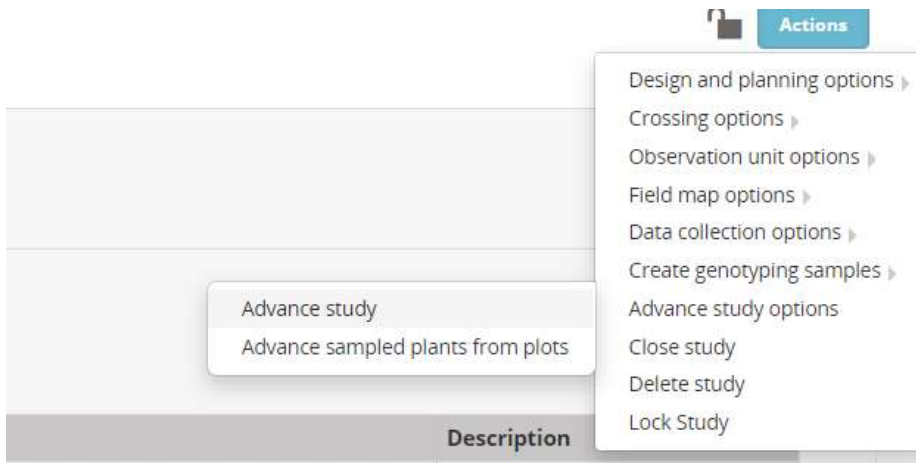 Actions
Design and planning options
Crossing options
Observation unit options
Field map options
Data collection options
Create genotyping samples
Advance study options
Advance study
Advance sampled plants from plots
Close study
Delete study
Lock Study
Description